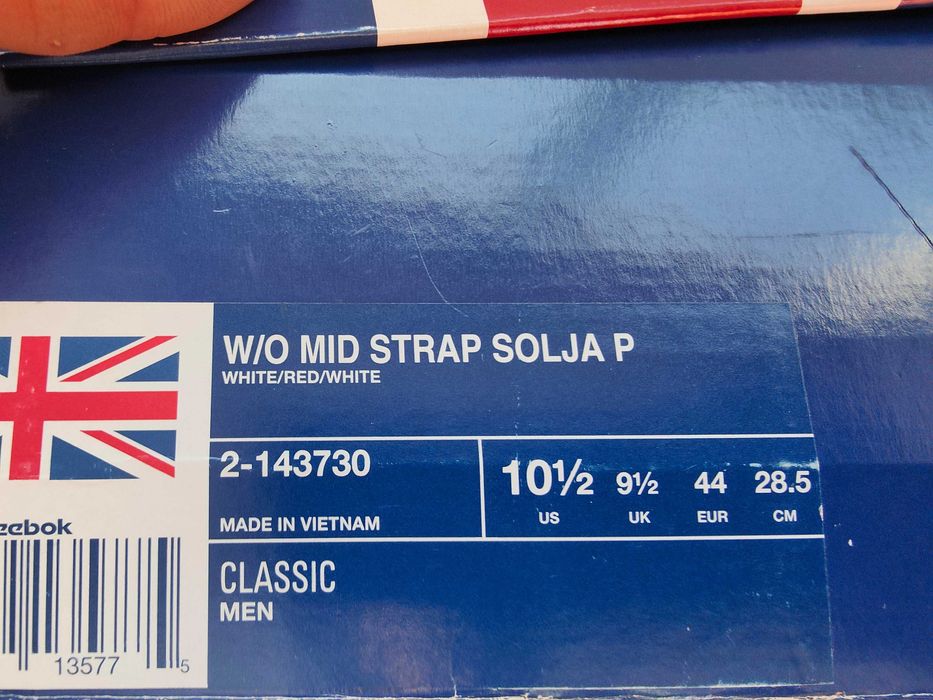 W/O MID STRAP SOLJA P
WHITE/RED/WHITE
2-143730
MADE IN VIETNAM
10½ 9½ 44 28.5
US UK EUR CM
CLASSIC
MEN
eebok
13577 5